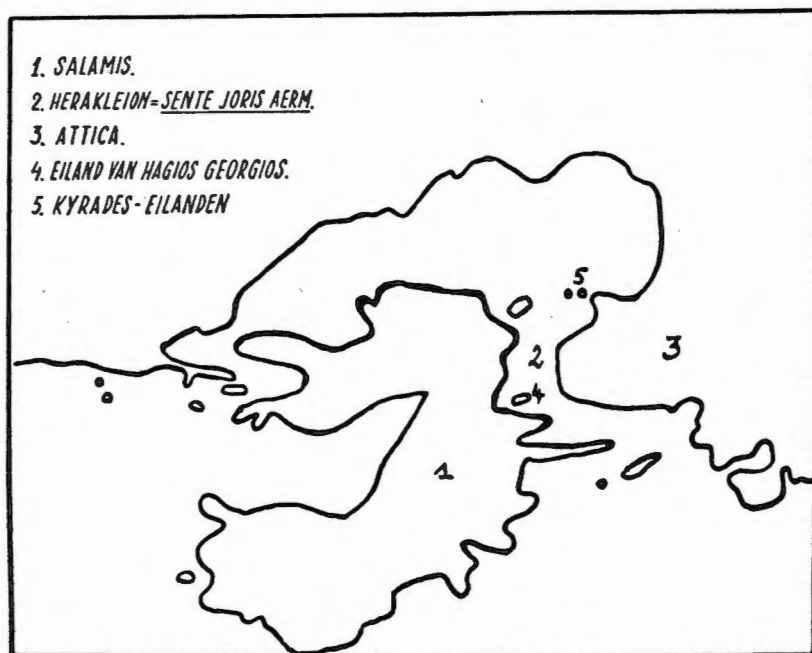 1. SALAMIS.
2. HERAKLEION=SENTE JORIS AERM.
3. ATTICA.
4. EILAND VAN HAGIOS GEORGIOS.
5. KYRADES-EILANDEN
5
2
3
4
1